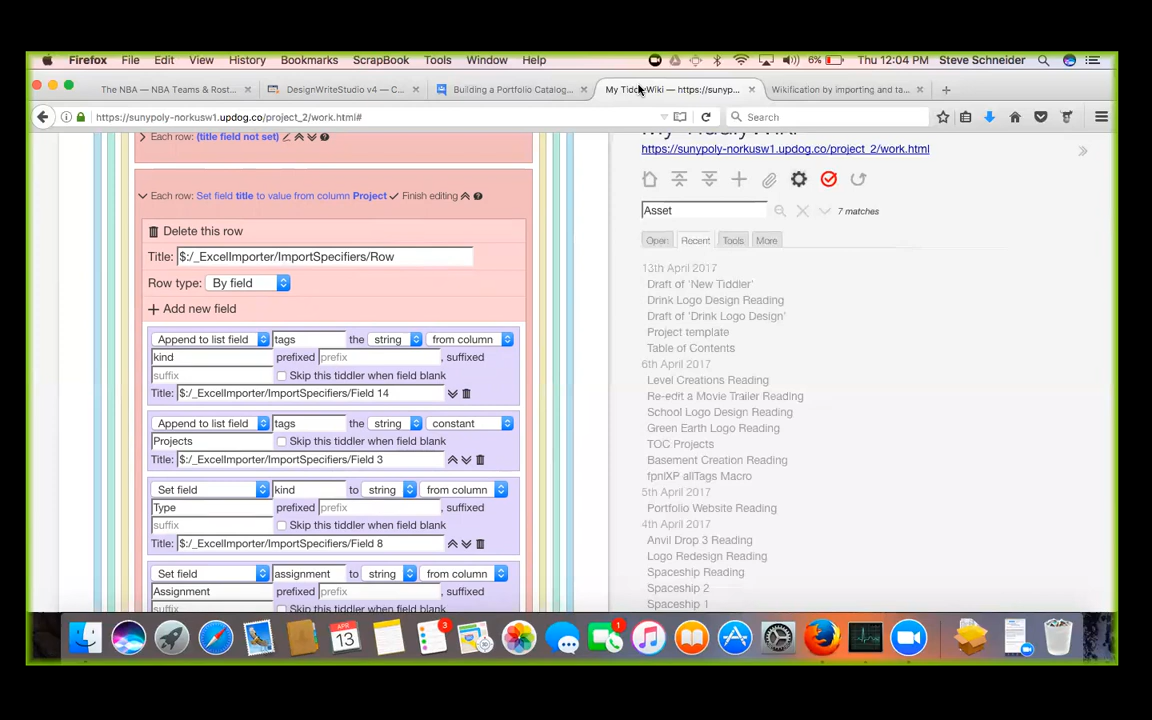 Firefox File Edit View History Bookmarks ScrapBook Tools Window Help 6% Thu 12:04 PM Steve Schneider
The NBA — NBA Teams & Rost... DesignWriteStudio v4 — C... Building a Portfolio Catalog... My TiddlyWiki — https://sunyp... Wikification by importing and ta...
https://sunypoly-norkusw1.updog.co/project_2/work.html# Search
Each row: (title field not set)
https://sunypoly-norkusw1.updog.co/project_2/work.html
Each row: Set field title to value from column Project Finish editing
Delete this row
Title: $:/_ExcelImporter/ImportSpecifiers/Row
Row type: By field
Add new field
Append to list field tags the string from column
kind prefixed prefix , suffixed
suffix Skip this tiddler when field blank
Title: $:/_ExcelImporter/ImportSpecifiers/Field 14
Append to list field tags the string constant
Projects Skip this tiddler when field blank
Title: $:/_ExcelImporter/ImportSpecifiers/Field 3
Set field kind to string from column
Type prefixed prefix , suffixed
suffix Skip this tiddler when field blank
Title: $:/_ExcelImporter/ImportSpecifiers/Field 8
Set field assignment to string from column
Assignment prefixed prefix , suffixed
suffix Skip this tiddler when field blank
Asset 7 matches
Open Recent Tools More
13th April 2017
Draft of 'New Tiddler'
Drink Logo Design Reading
Draft of 'Drink Logo Design'
Project template
Table of Contents
6th April 2017
Level Creations Reading
Re-edit a Movie Trailer Reading
School Logo Design Reading
Green Earth Logo Reading
TOC Projects
Basement Creation Reading
fpnIXP allTags Macro
5th April 2017
Portfolio Website Reading
4th April 2017
Anvil Drop 3 Reading
Logo Redesign Reading
Spaceship Reading
Spaceship 2
Spaceship 1
APR
13
3
1